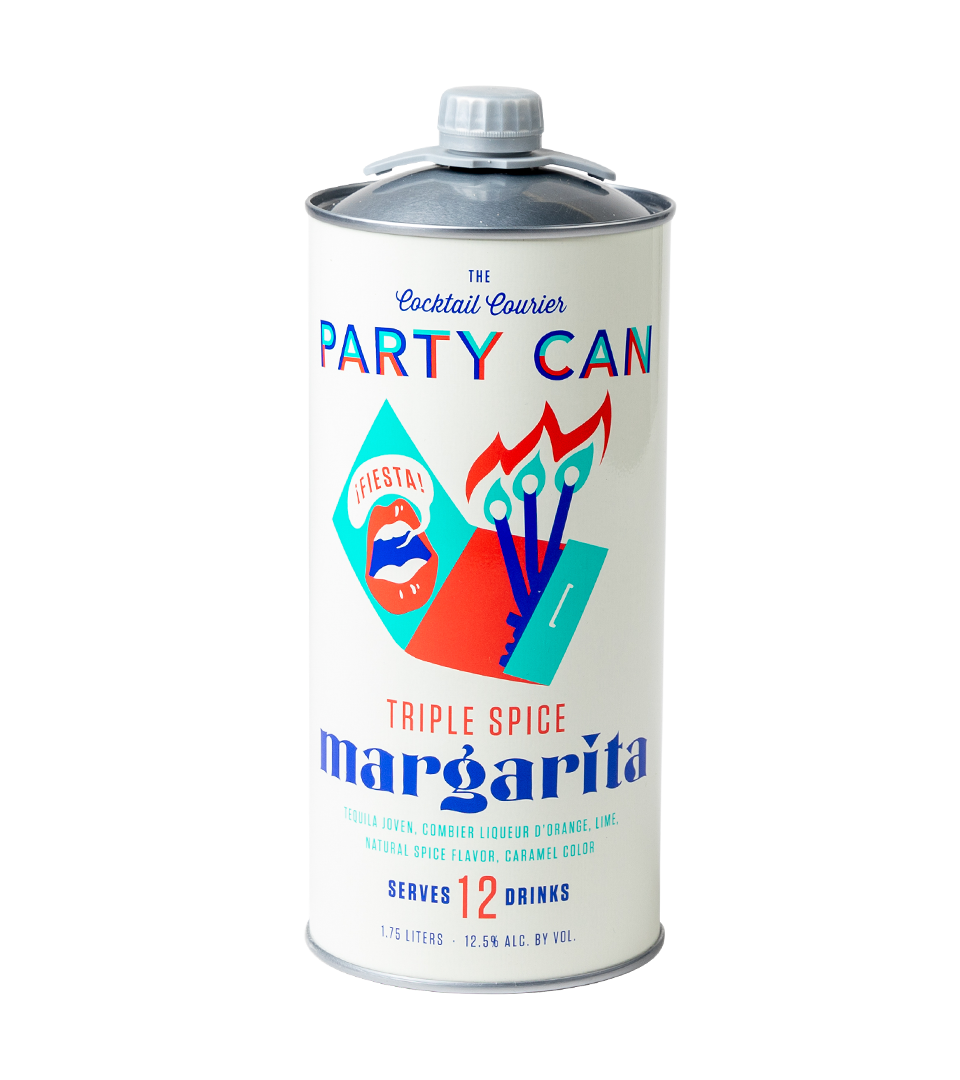 THE
Cocktail Courier
PARTY CAN
¡FIESTA!
TRIPLE SPICE
margarita
TEQUILA JOVEN, COMBIER LIQUEUR D'ORANGE, LIME,
NATURAL SPICE FLAVOR, CARAMEL COLOR
SERVES 12 DRINKS
1.75 LITERS · 12.5% ALC. BY VOL.